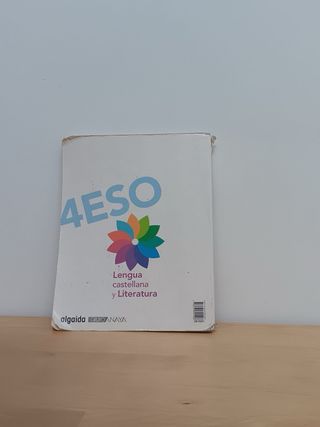 4ESO
Lengua
castellana
y Literatura
algaida ANAYA